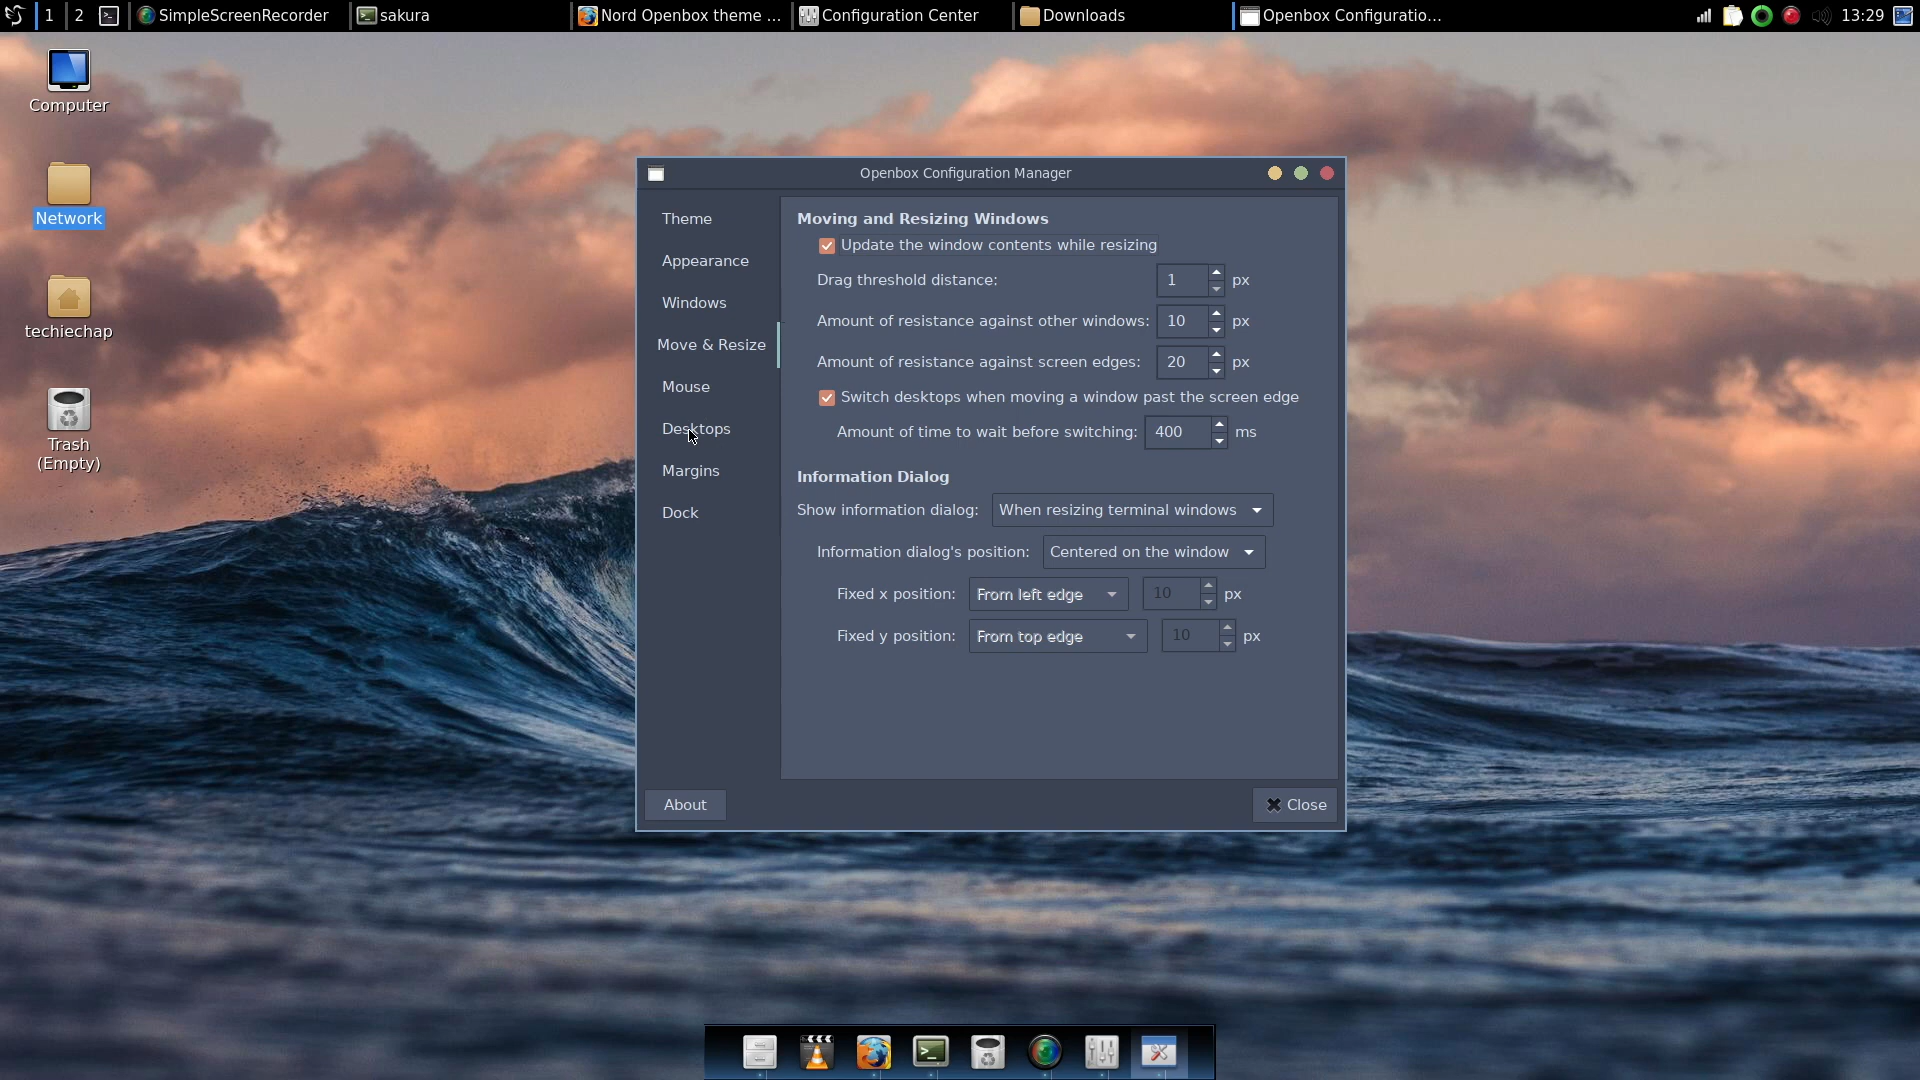 1 2 SimpleScreenRecorder sakura Nord Openbox theme ... Configuration Center Downloads Openbox Configuratio... 13:29
Computer
Network
techiechap
Trash
(Empty)
Openbox Configuration Manager
Theme
Appearance
Windows
Move & Resize
Mouse
Desktops
Margins
Dock
Moving and Resizing Windows
Update the window contents while resizing
Drag threshold distance: 1 px
Amount of resistance against other windows: 10 px
Amount of resistance against screen edges: 20 px
Switch desktops when moving a window past the screen edge
Amount of time to wait before switching: 400 ms
Information Dialog
Show information dialog: When resizing terminal windows
Information dialog's position: Centered on the window
Fixed x position: From left edge 10 px
Fixed y position: From top edge 10 px
About Close